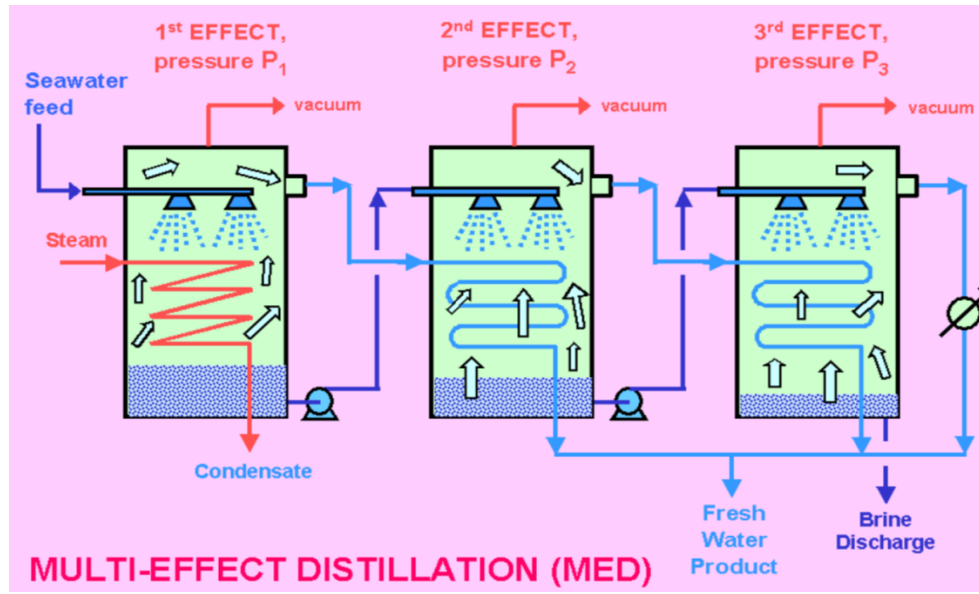 1st EFFECT,
pressure P1
2nd EFFECT,
pressure P2
3rd EFFECT,
pressure P3
Seawater
feed
vacuum
vacuum
vacuum
Steam
Condensate
Fresh
Water
Product
Brine
Discharge
MULTI-EFFECT DISTILLATION (MED)